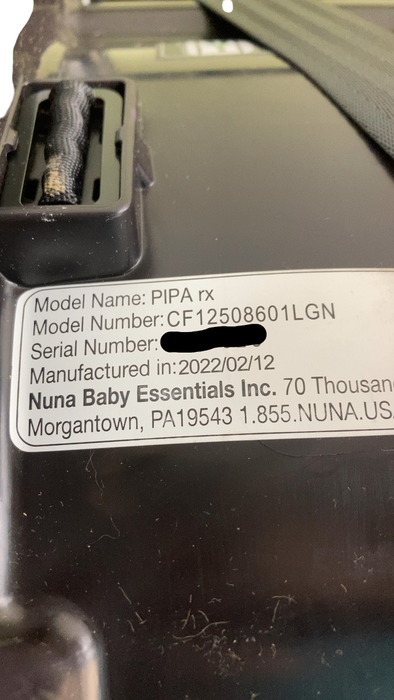 Model Name: PIPA rx
Model Number: CF12508601LGN
Serial Number:
Manufactured in: 2022/02/12
Nuna Baby Essentials Inc. 70 Thousan
Morgantown, PA19543 1.855.NUNA.US